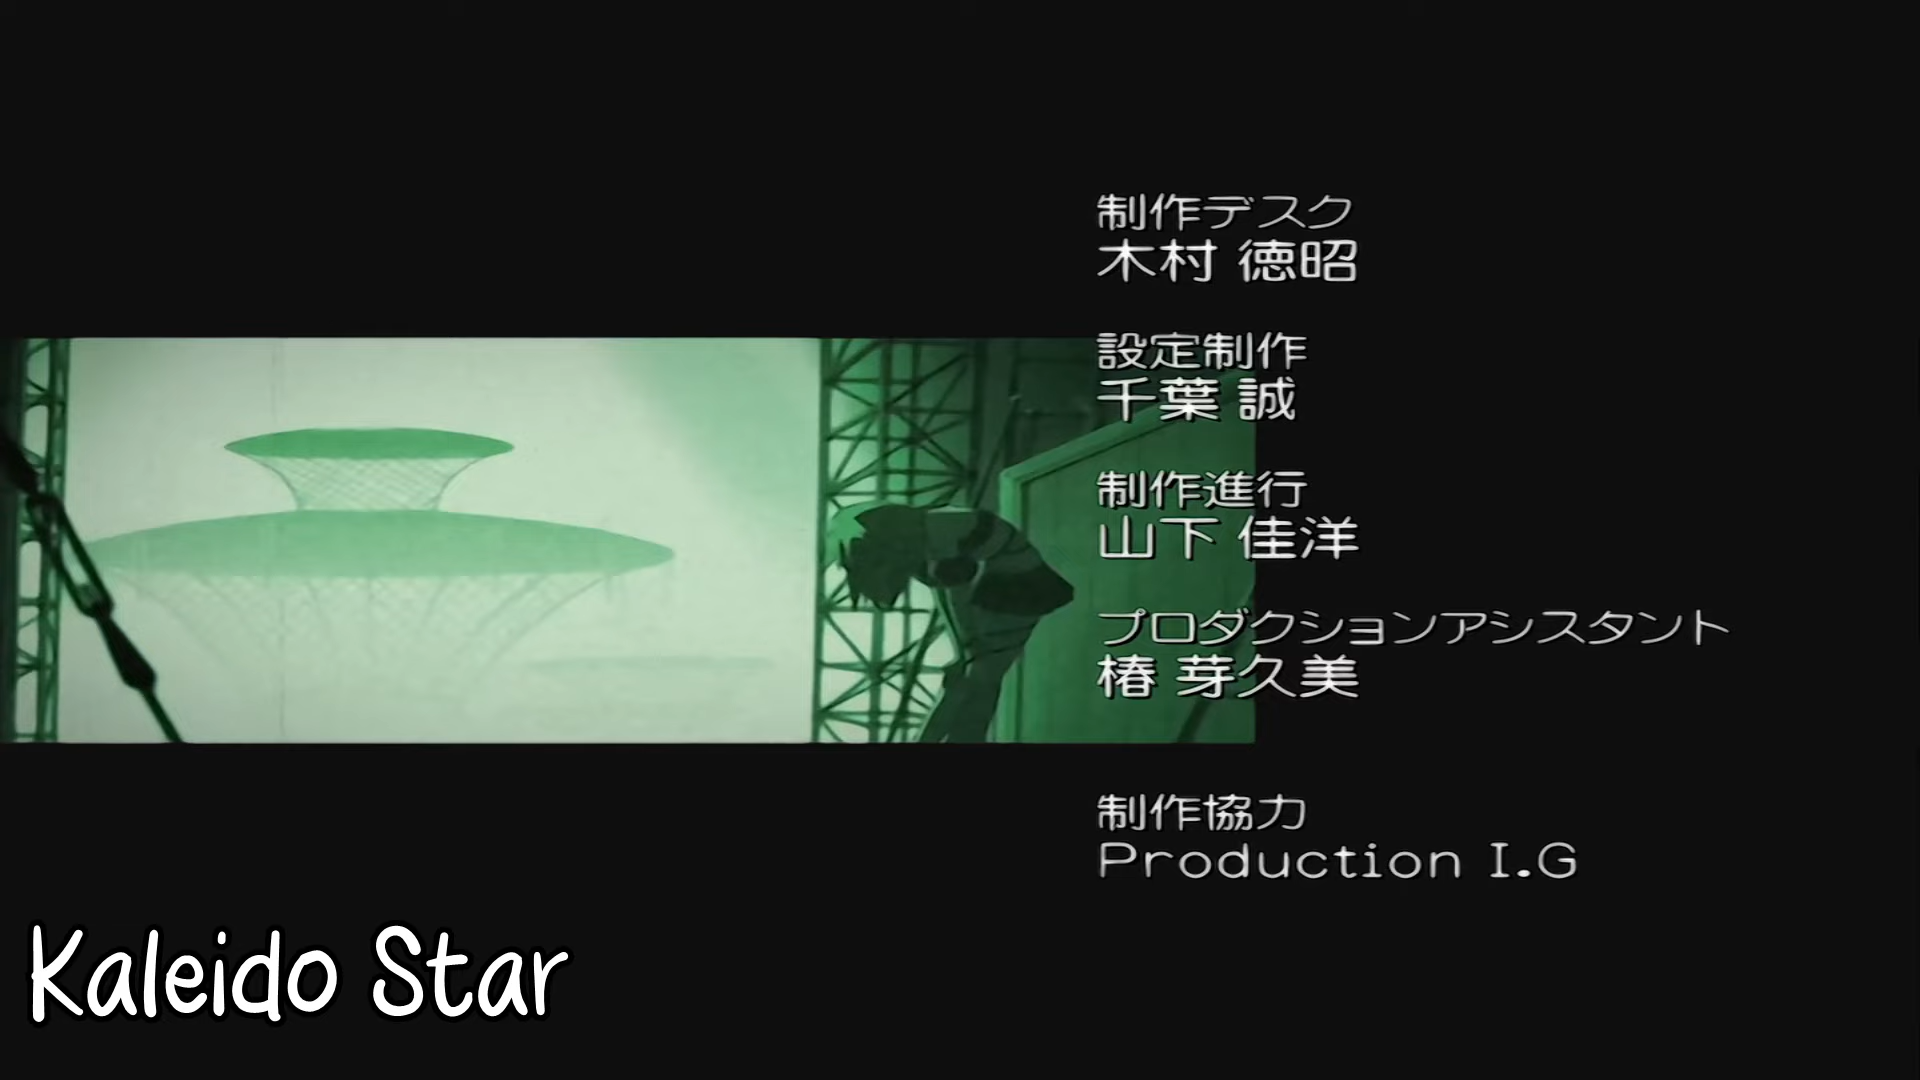 制作デスク
木村 徳昭
設定制作
千葉 誠
制作進行
山下 佳洋
プロダクションアシスタント
椿 芽久美
制作協力
Production I.G
Kaleido Star